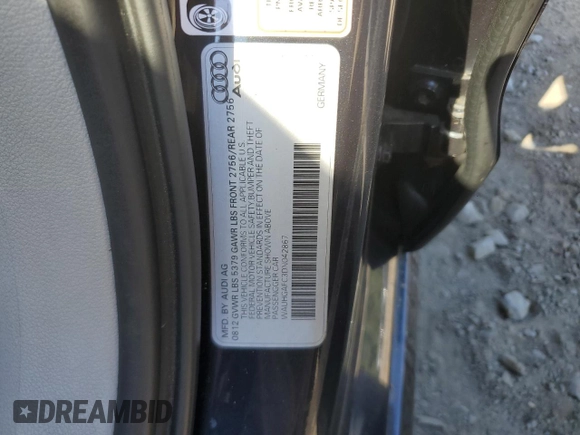 MFD. BY AUDI AG
0812 GVWR LBS 5379 GAWR LBS FRONT 2756/REAR 2756
THIS VEHICLE CONFORMS TO ALL APPLICABLE U.S.
FEDERAL MOTOR VEHICLE SAFETY BUMPER AND THEFT
PREVENTION STANDARDS IN EFFECT ON THE DATE OF
MANUFACTURE SHOWN ABOVE
PASSENGER CAR
WAUHGAFC3DN042867
GERMANY
Audi
DREAMBID